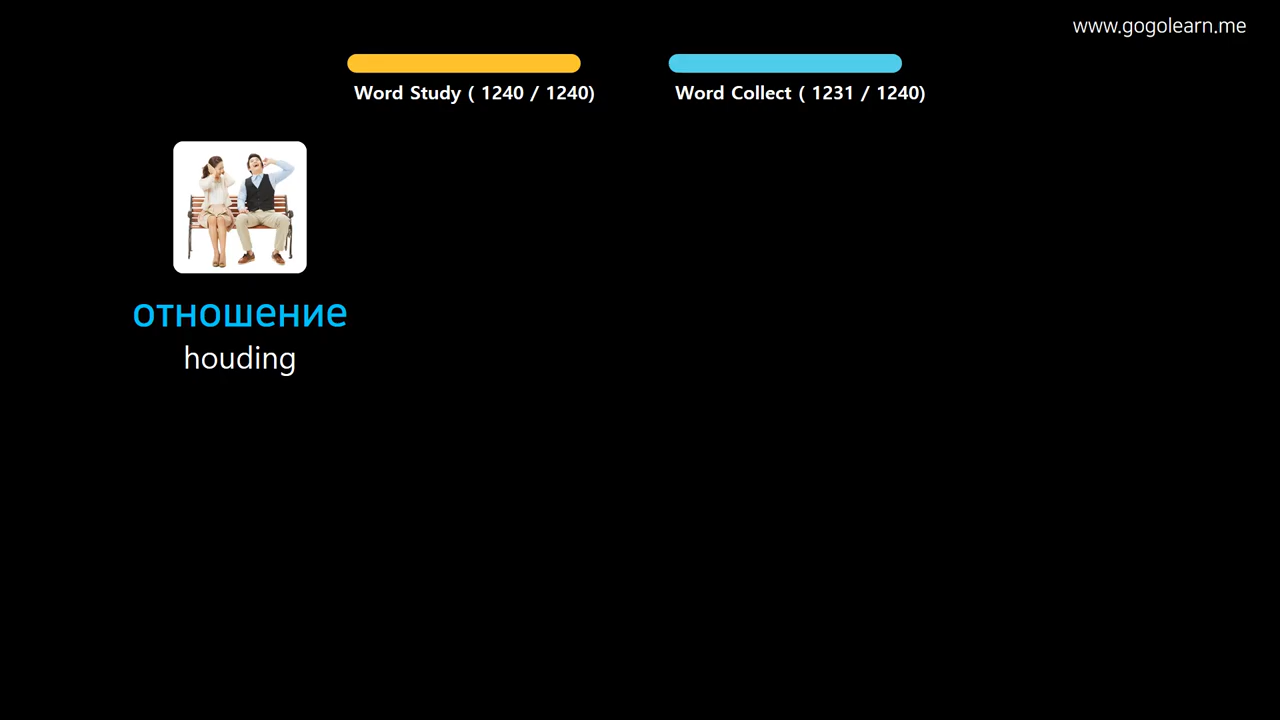 www.gogolearn.me
Word Study ( 1240 / 1240)
Word Collect ( 1231 / 1240)
отношение
houding